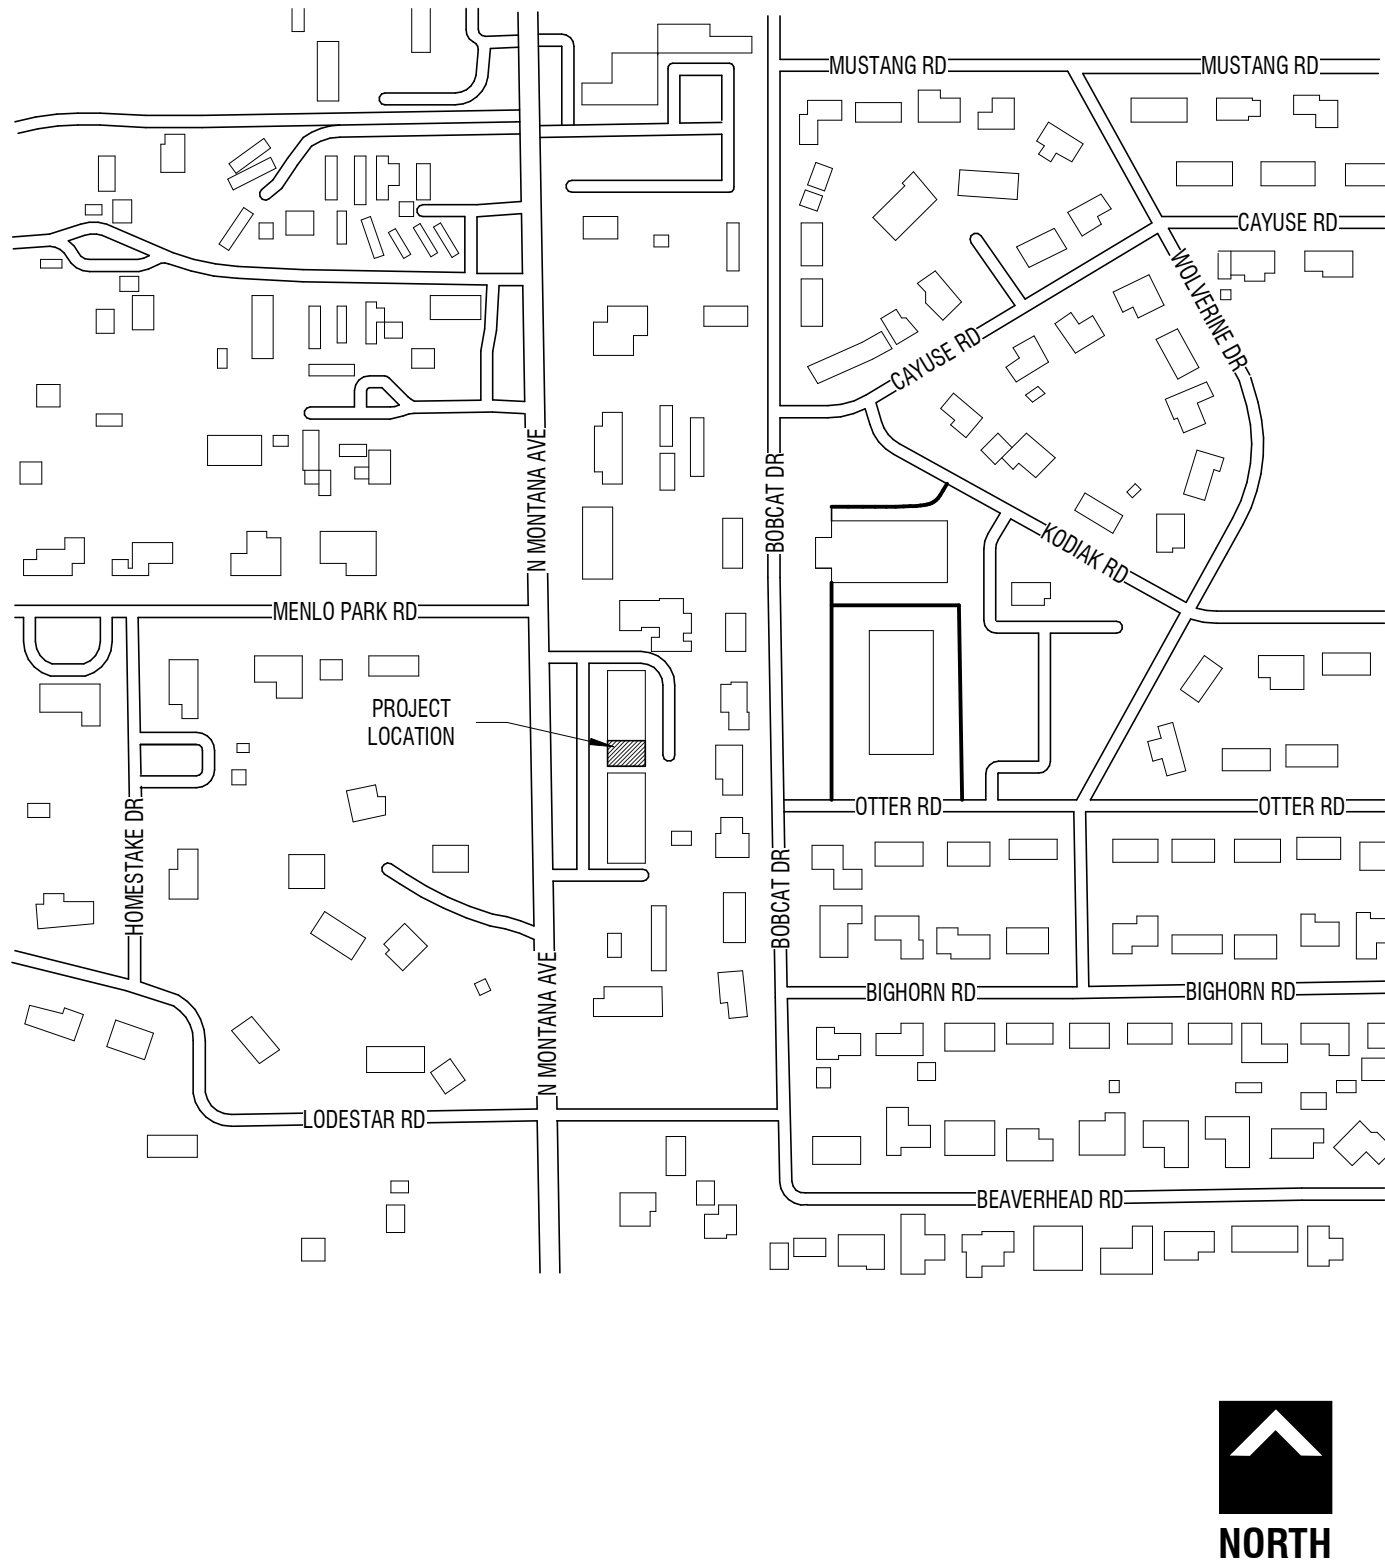 MUSTANG RD
MUSTANG RD
CAYUSE RD
WOLVERINE DR
CAYUSE RD
N MONTANA AVE
BOBCAT DR
KODIAK RD
MENLO PARK RD
PROJECT
LOCATION
HOMESTAKE DR
OTTER RD
OTTER RD
BOBCAT DR
N MONTANA AVE
BIGHORN RD
BIGHORN RD
LODESTAR RD
BEAVERHEAD RD
NORTH